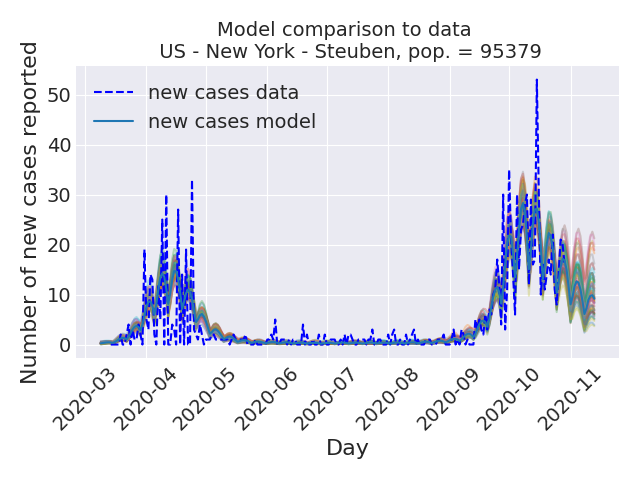 Model comparison to data
US - New York - Steuben, pop. = 95379
Number of new cases reported
50
40
30
20
10
0
new cases data
new cases model
2020-03
2020-04
2020-05
2020-06
2020-07
2020-08
2020-09
2020-10
2020-11
Day